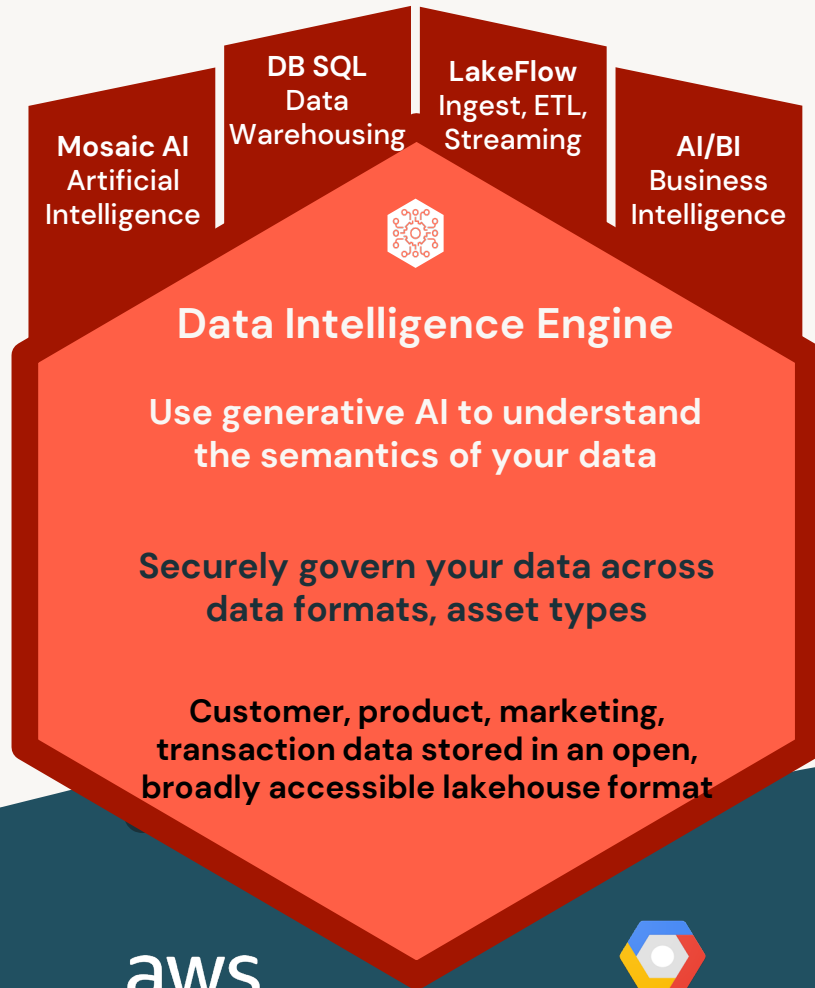 Mosaic AI
Artificial
Intelligence
DB SQL
Data
Warehousing
LakeFlow
Ingest, ETL,
Streaming
AI/BI
Business
Intelligence
Data Intelligence Engine
Use generative AI to understand
the semantics of your data
Securely govern your data across
data formats, asset types
Customer, product, marketing,
transaction data stored in an open,
broadly accessible lakehouse format
aws